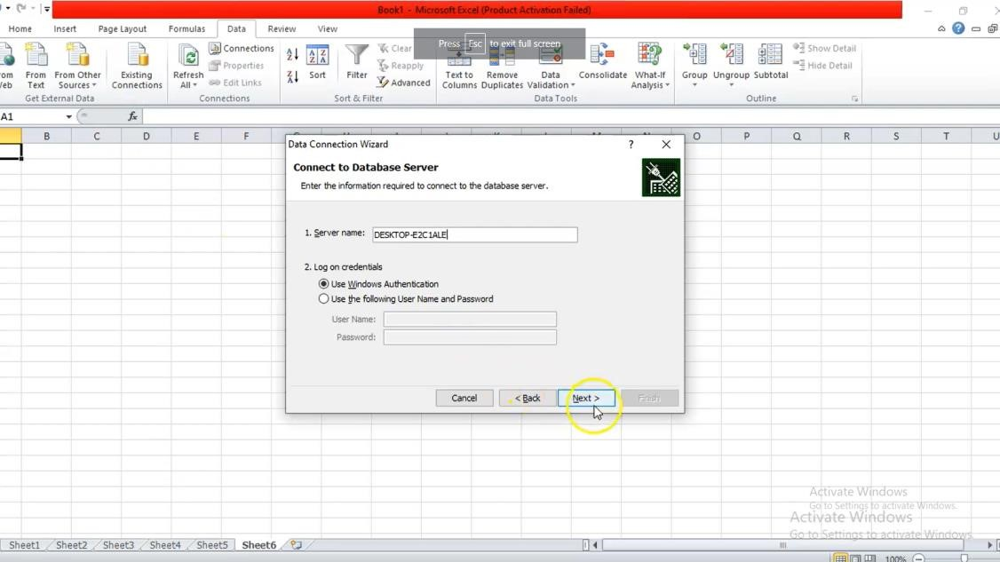 Book1 - Microsoft Excel (Product Activation Failed)
Home Insert Page Layout Formulas Data Review View
Press Esc to exit full screen
From Text
From Other Sources
Existing Connections
Get External Data
Refresh All
Connections
Properties
Edit Links
Connections
Sort
Filter
Clear
Reapply
Advanced
Sort & Filter
Text to Columns
Remove Duplicates
Data Validation
Consolidate
What-If Analysis
Data Tools
Group
Ungroup
Subtotal
Show Detail
Hide Detail
Outline
A1 fx
B C D E F O P Q R S T U
Data Connection Wizard ?
Connect to Database Server
Enter the information required to connect to the database server.
1. Server name: DESKTOP-E2C1ALE
2. Log on credentials
Use Windows Authentication
Use the following User Name and Password
User Name:
Password:
Cancel < Back Next > Finish
Activate Windows
Go to Settings to activate Windows.
Activate Windows
Go to Settings to activate Windows.
Sheet1 Sheet2 Sheet3 Sheet4 Sheet5 Sheet6
100%